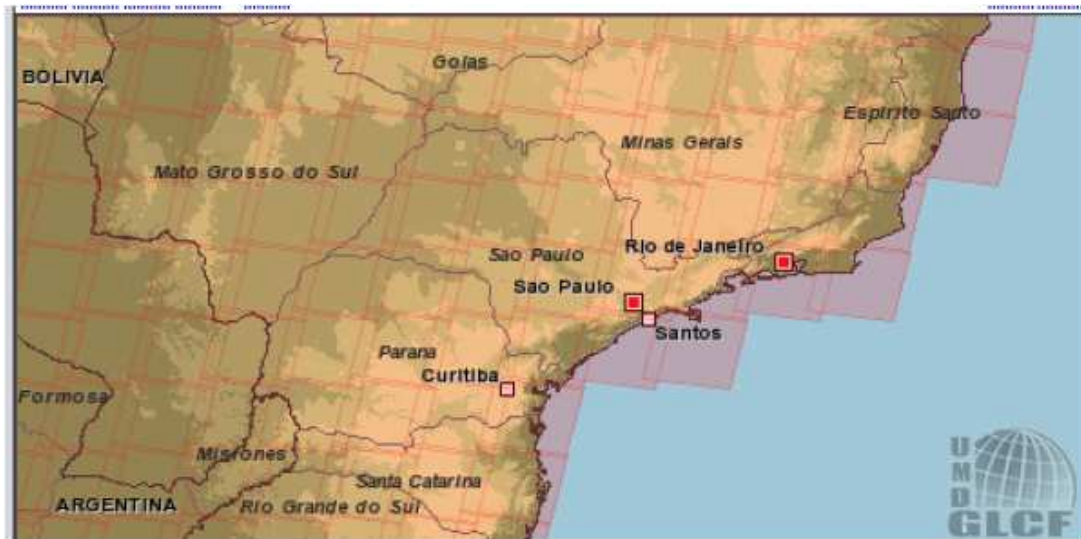 Goias
BOLIVIA
Espirito Santo
Minas Gerais
Mato Grosso do Sul
Rio de Janeiro
Sao Paulo
Sao Paulo
Santos
Parana
Curitiba
Formosa
Misiones
Santa Catarina
ARGENTINA
Rio Grande do Sul
UMD
GLCF